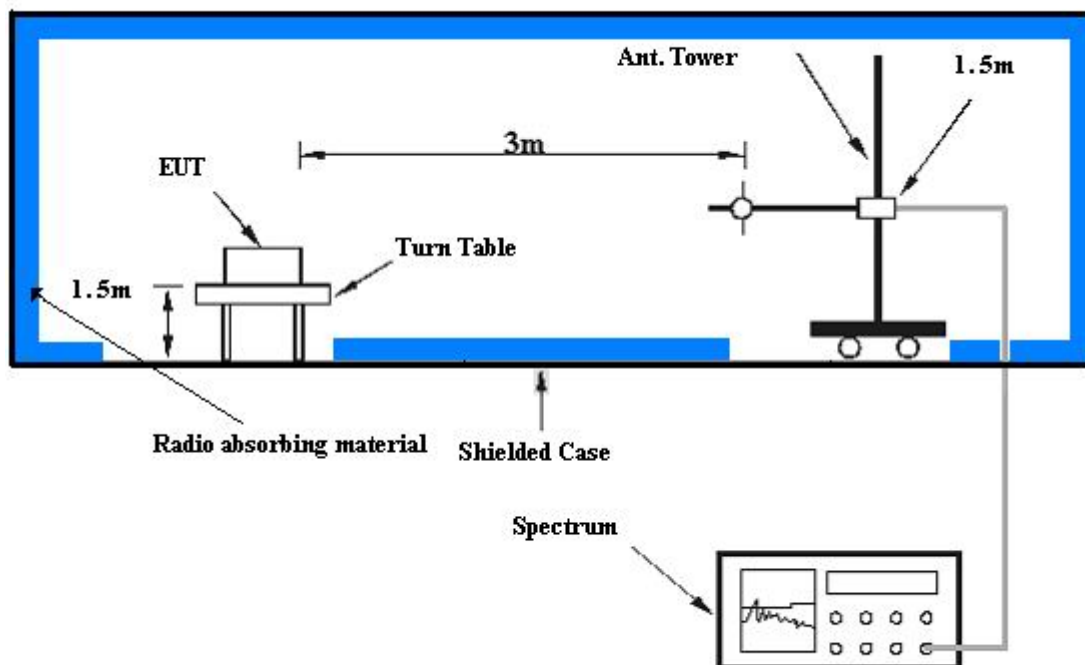 Ant. Tower
1.5m
3m
EUT
Turn Table
1.5m
Radio absorbing material
Shielded Case
Spectrum